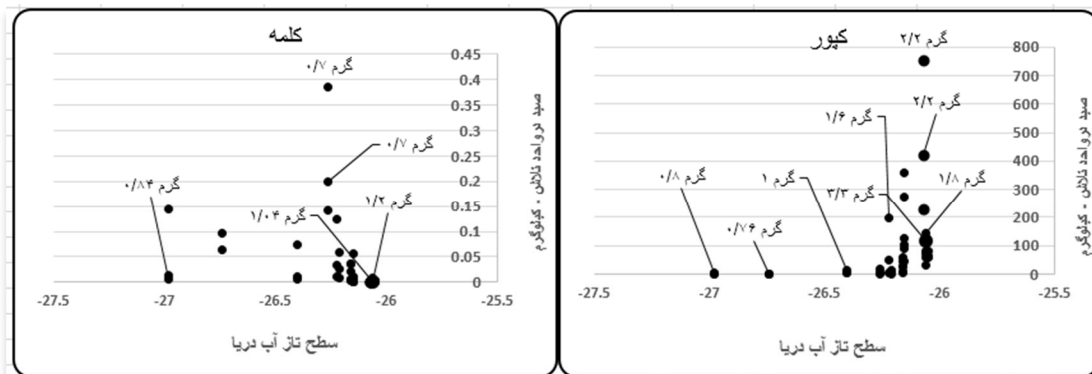 کلمه
0.45
0.4
0.35
0.3
0.25
0.2
0.15
0.1
0.05
0
-27.5
-27
-26.5
-26
-25.5
۰/۷ گرم
۰/۷ گرم
۰/۸۴ گرم
۱/۰۴ گرم
۱/۲ گرم
صید در واحد تلاش - کیلوگرم
سطح تاز آب دریا
کپور
800
700
600
500
400
300
200
100
0
-27.5
-27
-26.5
-26
-25.5
۲/۲ گرم
۲/۲ گرم
۱/۶ گرم
۱/۸ گرم
۳/۳ گرم
۱ گرم
۰/۸ گرم
۰/۷۶ گرم
صید در واحد تلاش - کیلوگرم
سطح تاز آب دریا